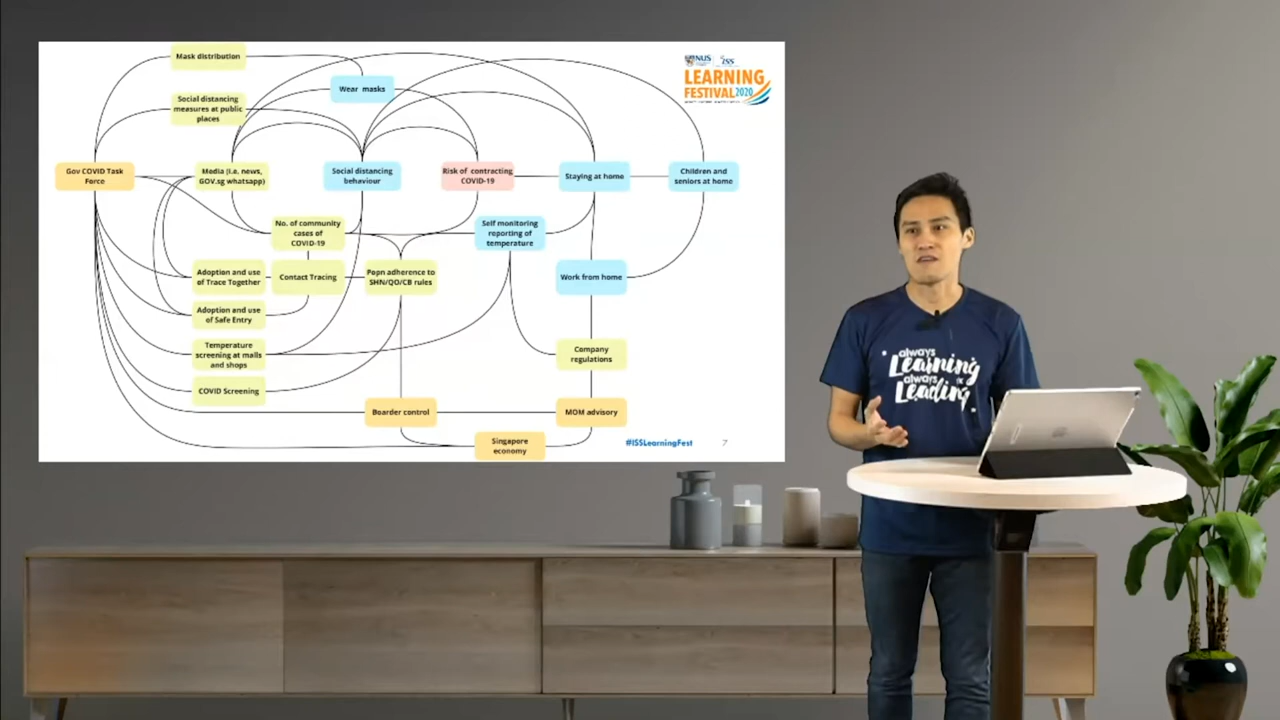 Mask distribution
Wear masks
Social distancing
measures at public
places
NUS
ISS
LEARNING
FESTIVAL 2020
Gov COVID Task
Force
Media (i.e. news,
GOV.sg whatsapp)
Social distancing
behaviour
Risk of contracting
COVID-19
Staying at home
Children and
seniors at home
No. of community
cases of
COVID-19
Self monitoring
reporting of
temperature
Adoption and use
of Trace Together
Contact Tracing
Popn adherence to
SHN/QO/CB rules
Work from home
Adoption and use
of Safe Entry
Temperature
screening at malls
and shops
Company
regulations
COVID Screening
Boarder control
MOM advisory
Singapore
economy
#ISSLearningFest
7
always
Learning
always
Leading